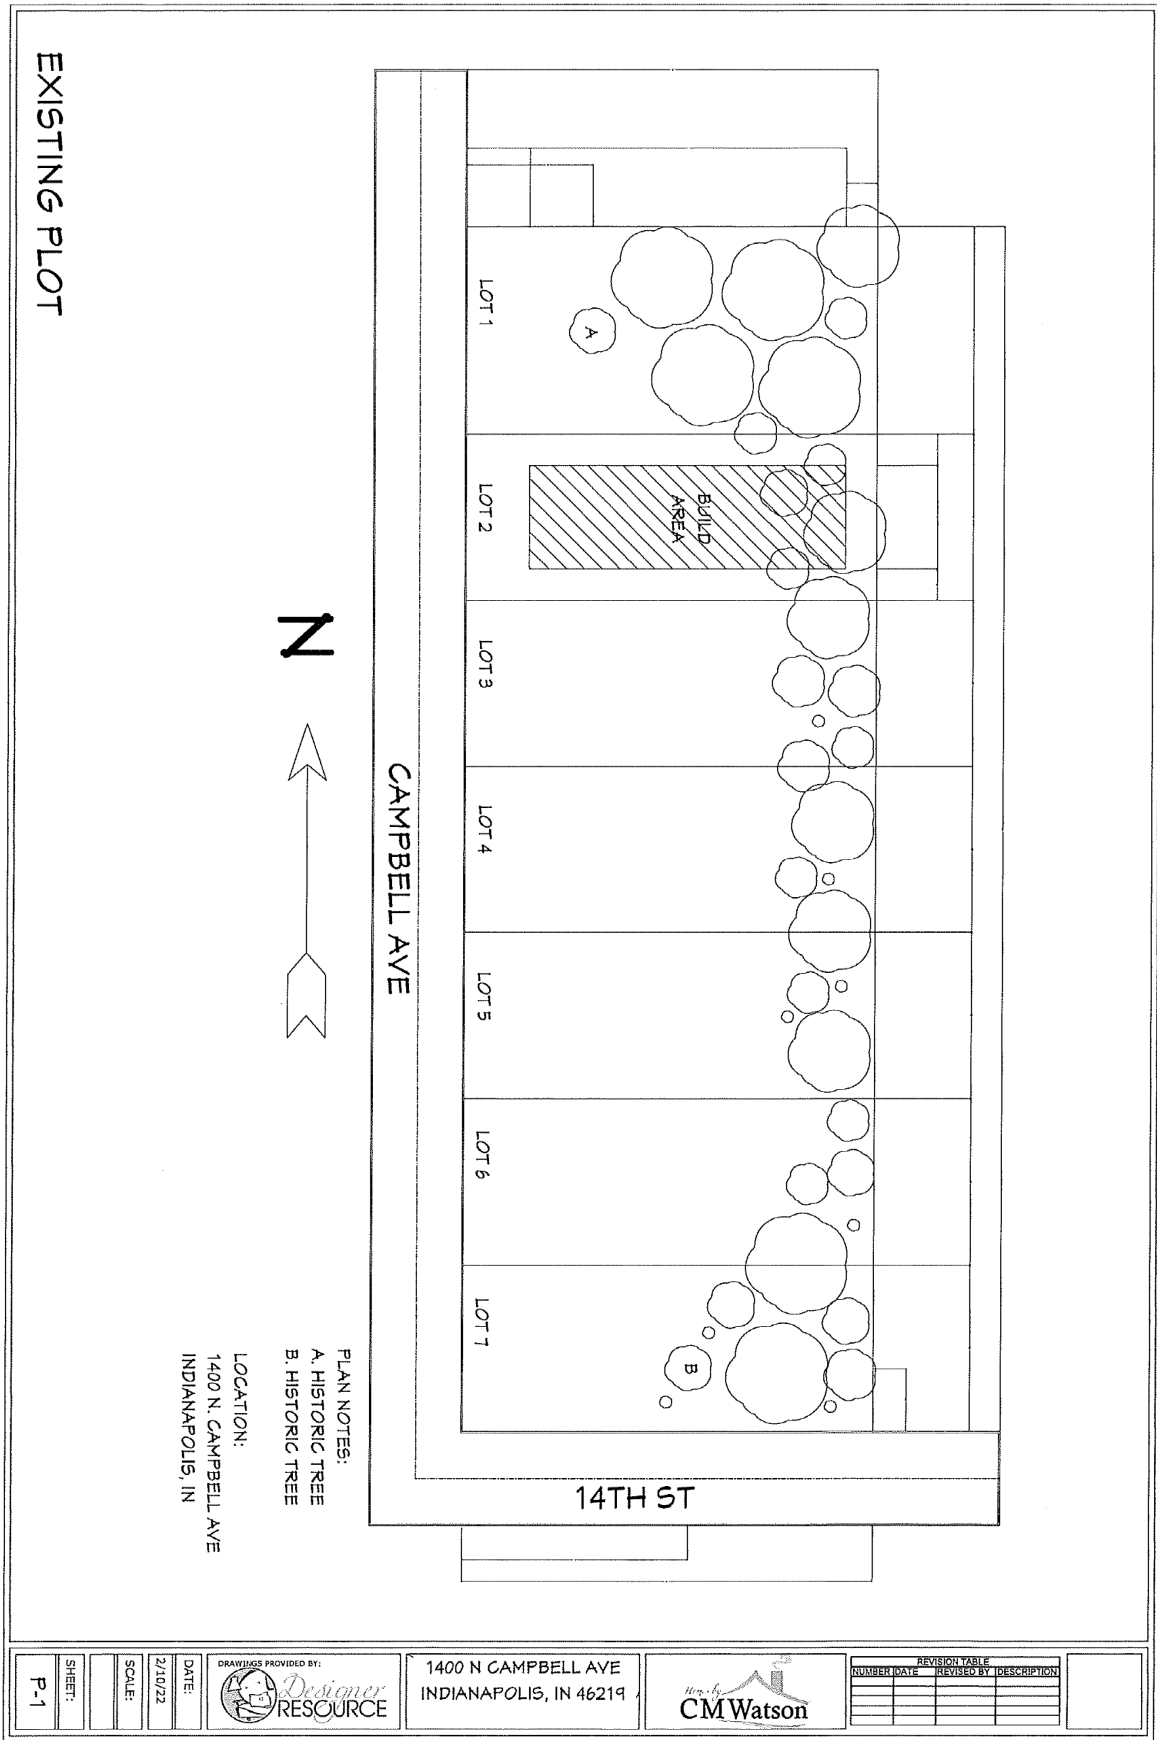 EXISTING PLOT
LOT 1
A
LOT 2
BUILD
AREA
LOT 3
LOT 4
LOT 5
LOT 6
LOT 7
B
N
CAMPBELL AVE
14TH ST
PLAN NOTES:
A. HISTORIC TREE
B. HISTORIC TREE
LOCATION:
1400 N. CAMPBELL AVE
INDIANAPOLIS, IN
SHEET:
P-1
SCALE:
DATE:
2/10/22
DRAWINGS PROVIDED BY:
Designer
RESOURCE
1400 N CAMPBELL AVE
INDIANAPOLIS, IN 46219
CMWatson
REVISION TABLE
NUMBER DATE REVISED BY DESCRIPTION